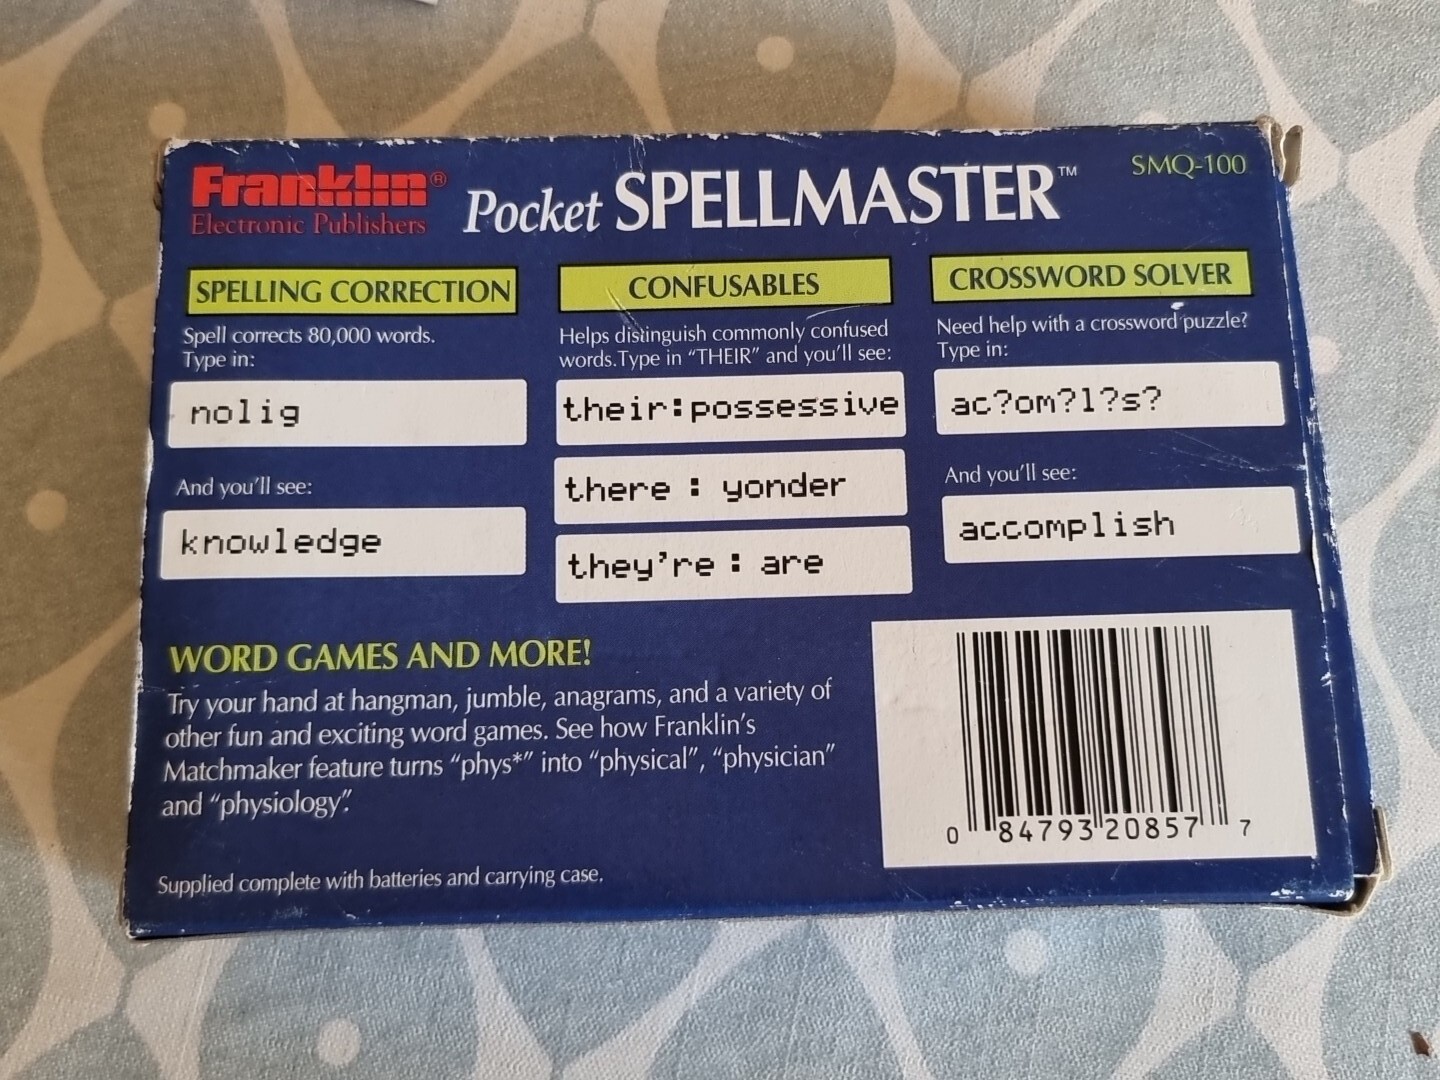 Franklin®
Electronic Publishers
Pocket SPELLMASTER™
SMQ-100
SPELLING CORRECTION
Spell corrects 80,000 words.
Type in:
nolig
And you'll see:
knowledge
CONFUSABLES
Helps distinguish commonly confused
words.Type in "THEIR" and you'll see:
their:possessive
there : yonder
they're : are
CROSSWORD SOLVER
Need help with a crossword puzzle?
Type in:
ac?om?l?s?
And you'll see:
accomplish
WORD GAMES AND MORE!
Try your hand at hangman, jumble, anagrams, and a variety of
other fun and exciting word games. See how Franklin's
Matchmaker feature turns "phys*" into "physical", "physician"
and "physiology".
Supplied complete with batteries and carrying case.
0 84793 20857 7